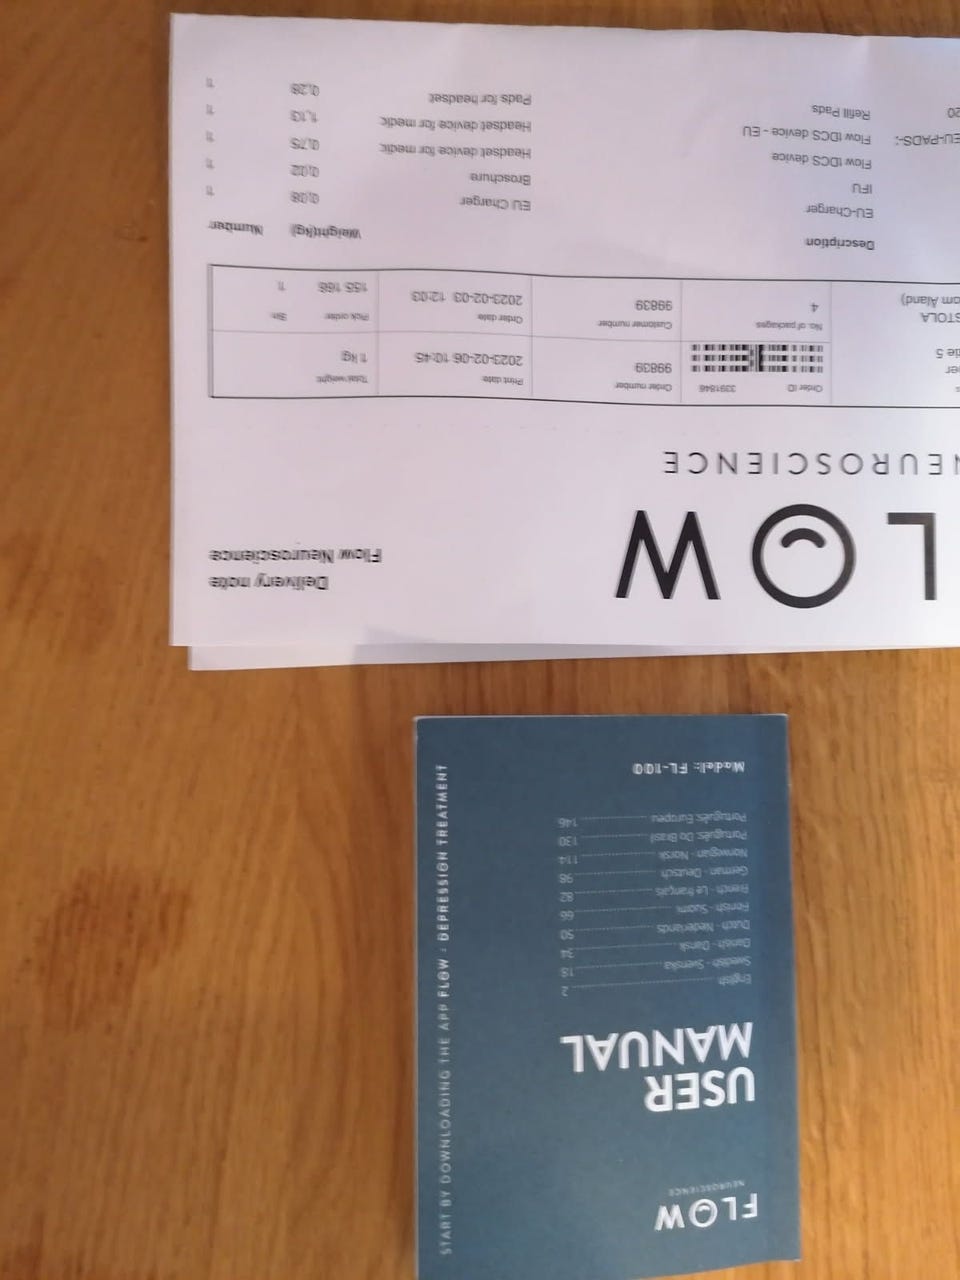 FLOW
NEUROSCIENCE
USER
MANUAL
English 2
Swedish - Svenska 18
Danish - Dansk 34
Dutch - Nederlands 50
Finnish - Suomi 66
French - Le français 82
German - Deutsch 98
Norwegian - Norsk 114
Português Do Brasil 130
Português Europeu 146
Model: FL-100
START BY DOWNLOADING THE APP FLOW - DEPRESSION TREATMENT
Delivery note
Flow Neuroscience
LOW
NEUROSCIENCE
Order ID 3391846 Order number Print date Total weight
99839 2023-02-06 10:45 1 kg
No. of packages Customer number Order date Pick order Bin
4 99839 2023-02-03 12:03 155 166 1
Description Weight(kg) Number
EU-Charger EU Charger 0,08 1
IFU Broschure 0,02 1
Flow tDCS device Headset device for medic 0,75 1
EU-PADS- Flow tDCS device - EU Headset device for medic 1,13 1
20 Refill Pads Pads for headset 0,28 1